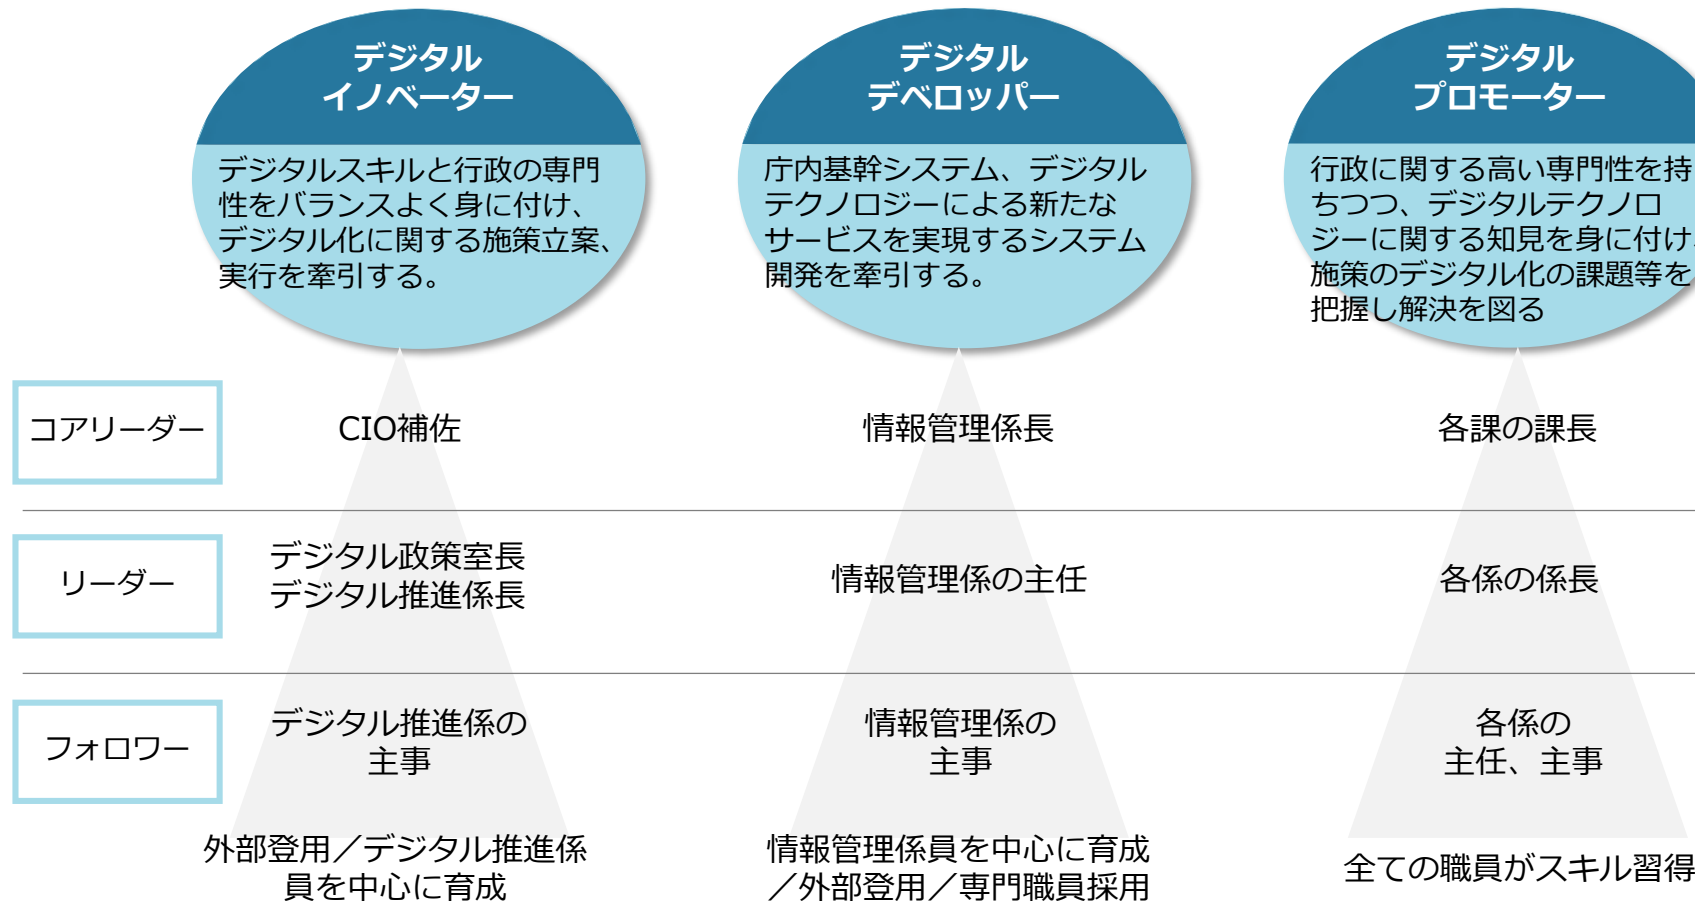 デジタル
イノベーター
デジタルスキルと行政の専門
性をバランスよく身に付け、
デジタル化に関する施策立案、
実行を牽引する。
デジタル
デベロッパー
庁内基幹システム、デジタル
テクノロジーによる新たな
サービスを実現するシステム
開発を牽引する。
デジタル
プロモーター
行政に関する高い専門性を持
ちつつ、デジタルテクノロ
ジーに関する知見を身に付け、
施策のデジタル化の課題等を
把握し解決を図る
コアリーダー
CIO補佐
情報管理係長
各課の課長
リーダー
デジタル政策室長
デジタル推進係長
情報管理係の主任
各係の係長
フォロワー
デジタル推進係の
主事
情報管理係の
主事
各係の
主任、主事
外部登用／デジタル推進係
員を中心に育成
情報管理係員を中心に育成
／外部登用／専門職員採用
全ての職員がスキル習得